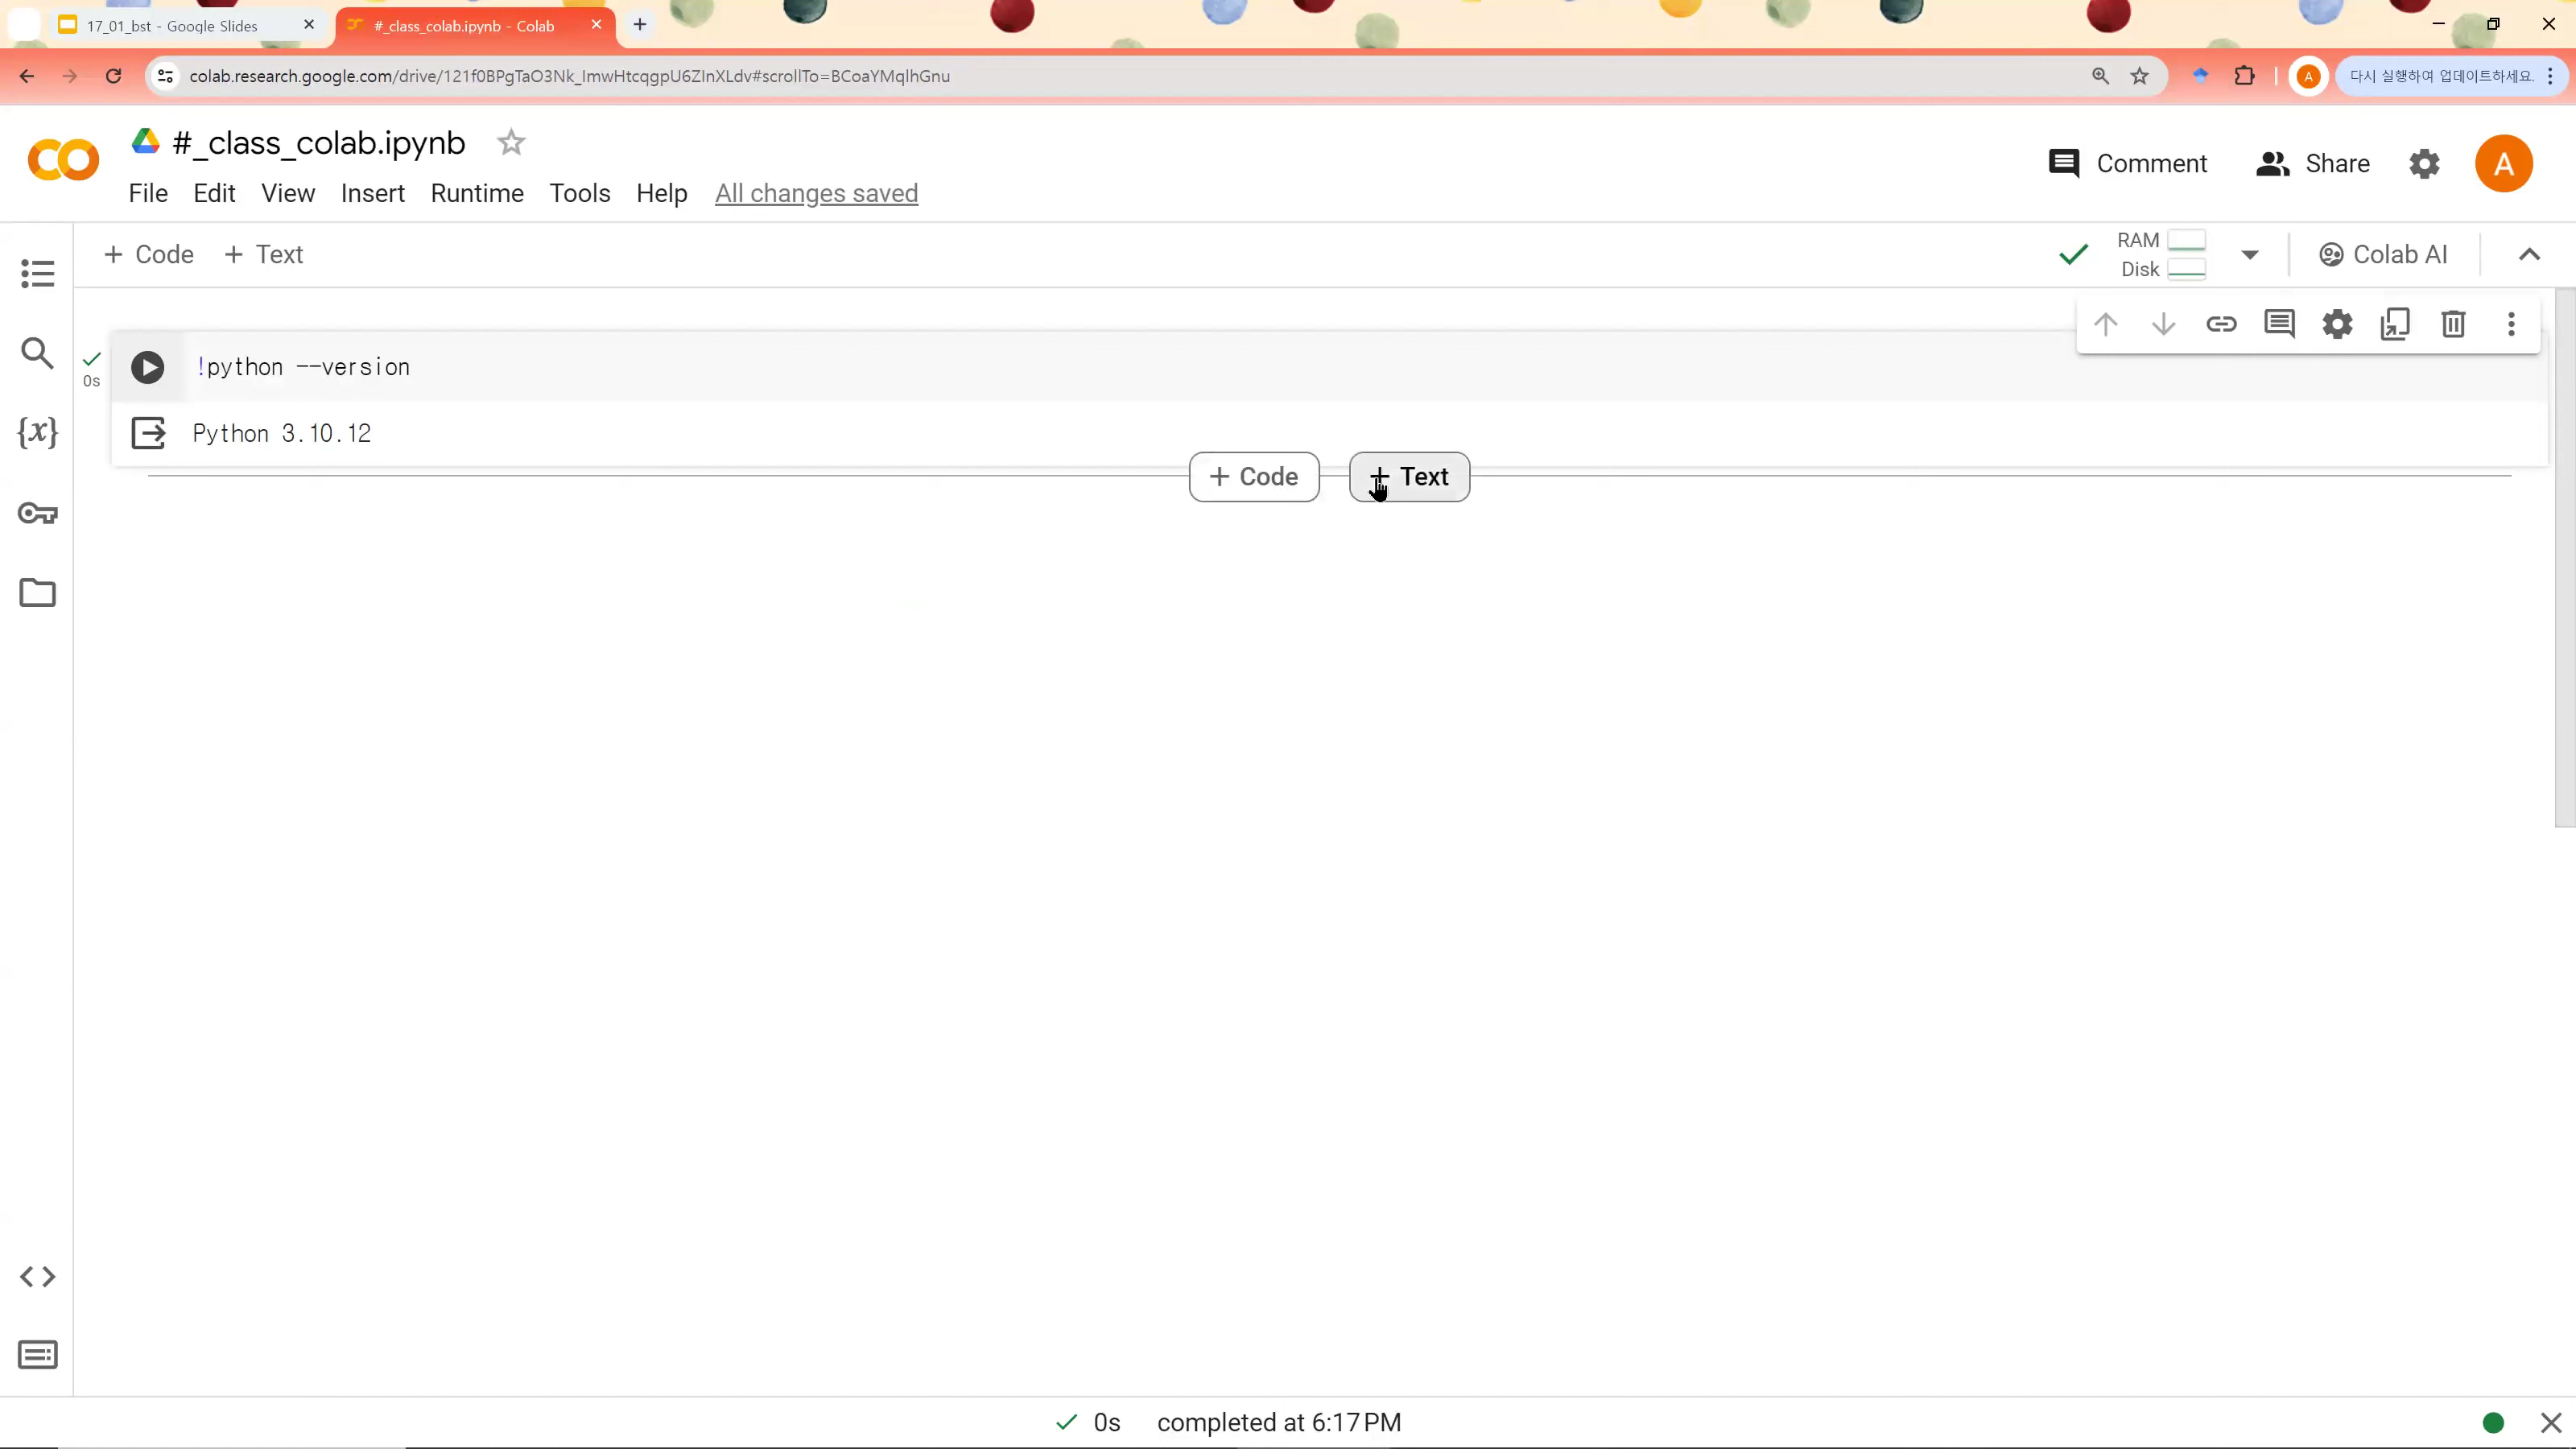 17_01_bst - Google Slides
#_class_colab.ipynb - Colab
colab.research.google.com/drive/121f0BPgTaO3Nk_ImwHtcqgpU6ZInXLdv#scrollTo=BCoaYMqlhGnu
A
다시 실행하여 업데이트하세요.
CO
#_class_colab.ipynb
Comment
Share
A
File
Edit
View
Insert
Runtime
Tools
Help
All changes saved
+ Code
+ Text
RAM
Disk
Colab AI
0s
!python --version
Python 3.10.12
+ Code
+ Text
{x}
0s
completed at 6:17 PM